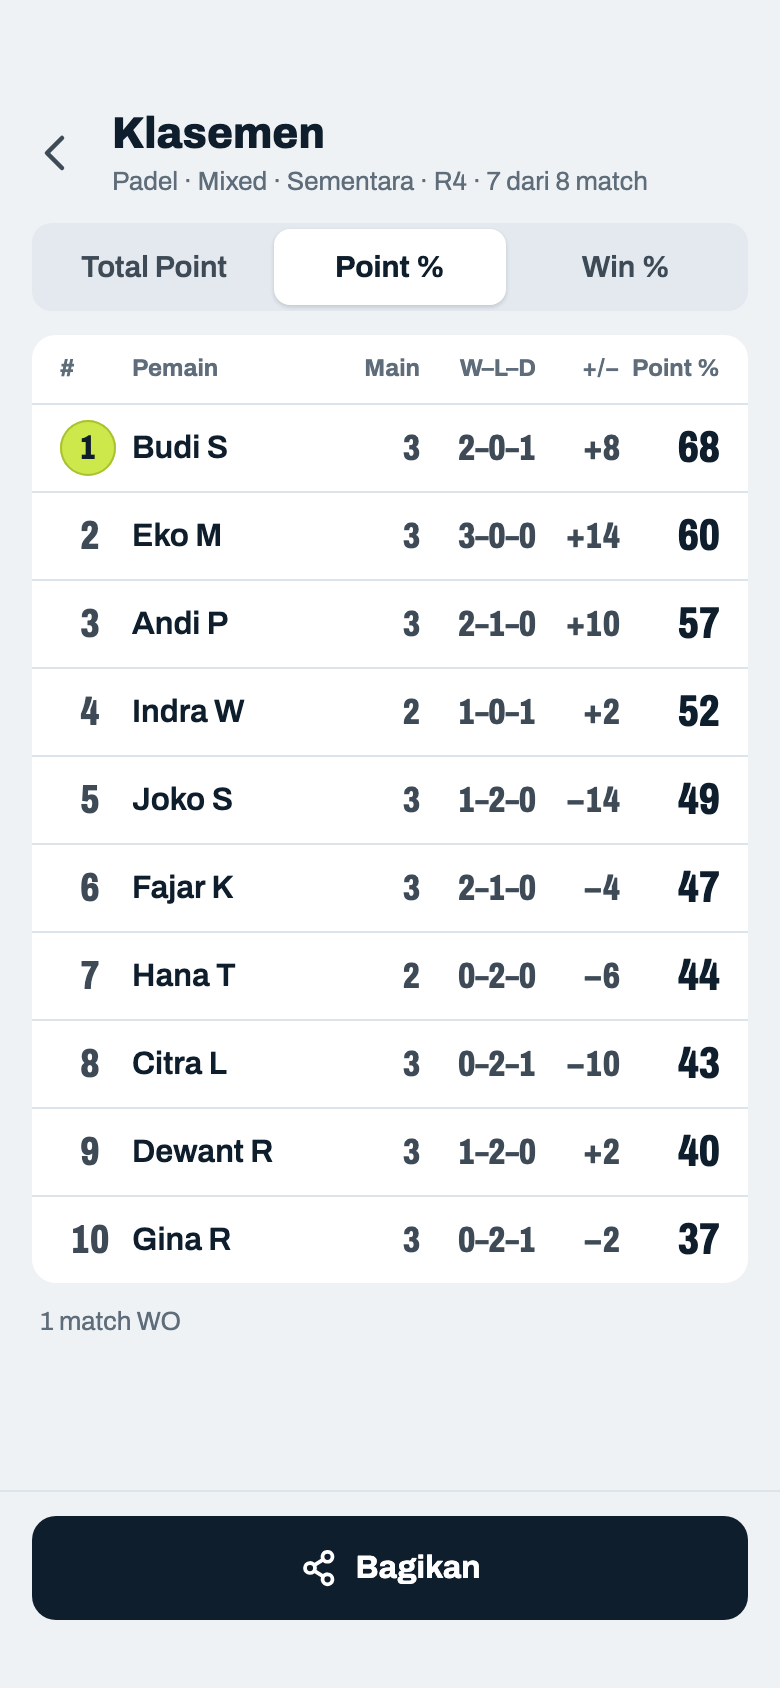 Klasemen
Padel · Mixed · Sementara · R4 · 7 dari 8 match
Total Point Point % Win %
# Pemain Main W–L–D +/– Point %
1 Budi S 3 2–0–1 +8 68
2 Eko M 3 3–0–0 +14 60
3 Andi P 3 2–1–0 +10 57
4 Indra W 2 1–0–1 +2 52
5 Joko S 3 1–2–0 –14 49
6 Fajar K 3 2–1–0 –4 47
7 Hana T 2 0–2–0 –6 44
8 Citra L 3 0–2–1 –10 43
9 Dewant R 3 1–2–0 +2 40
10 Gina R 3 0–2–1 –2 37
1 match WO
Bagikan